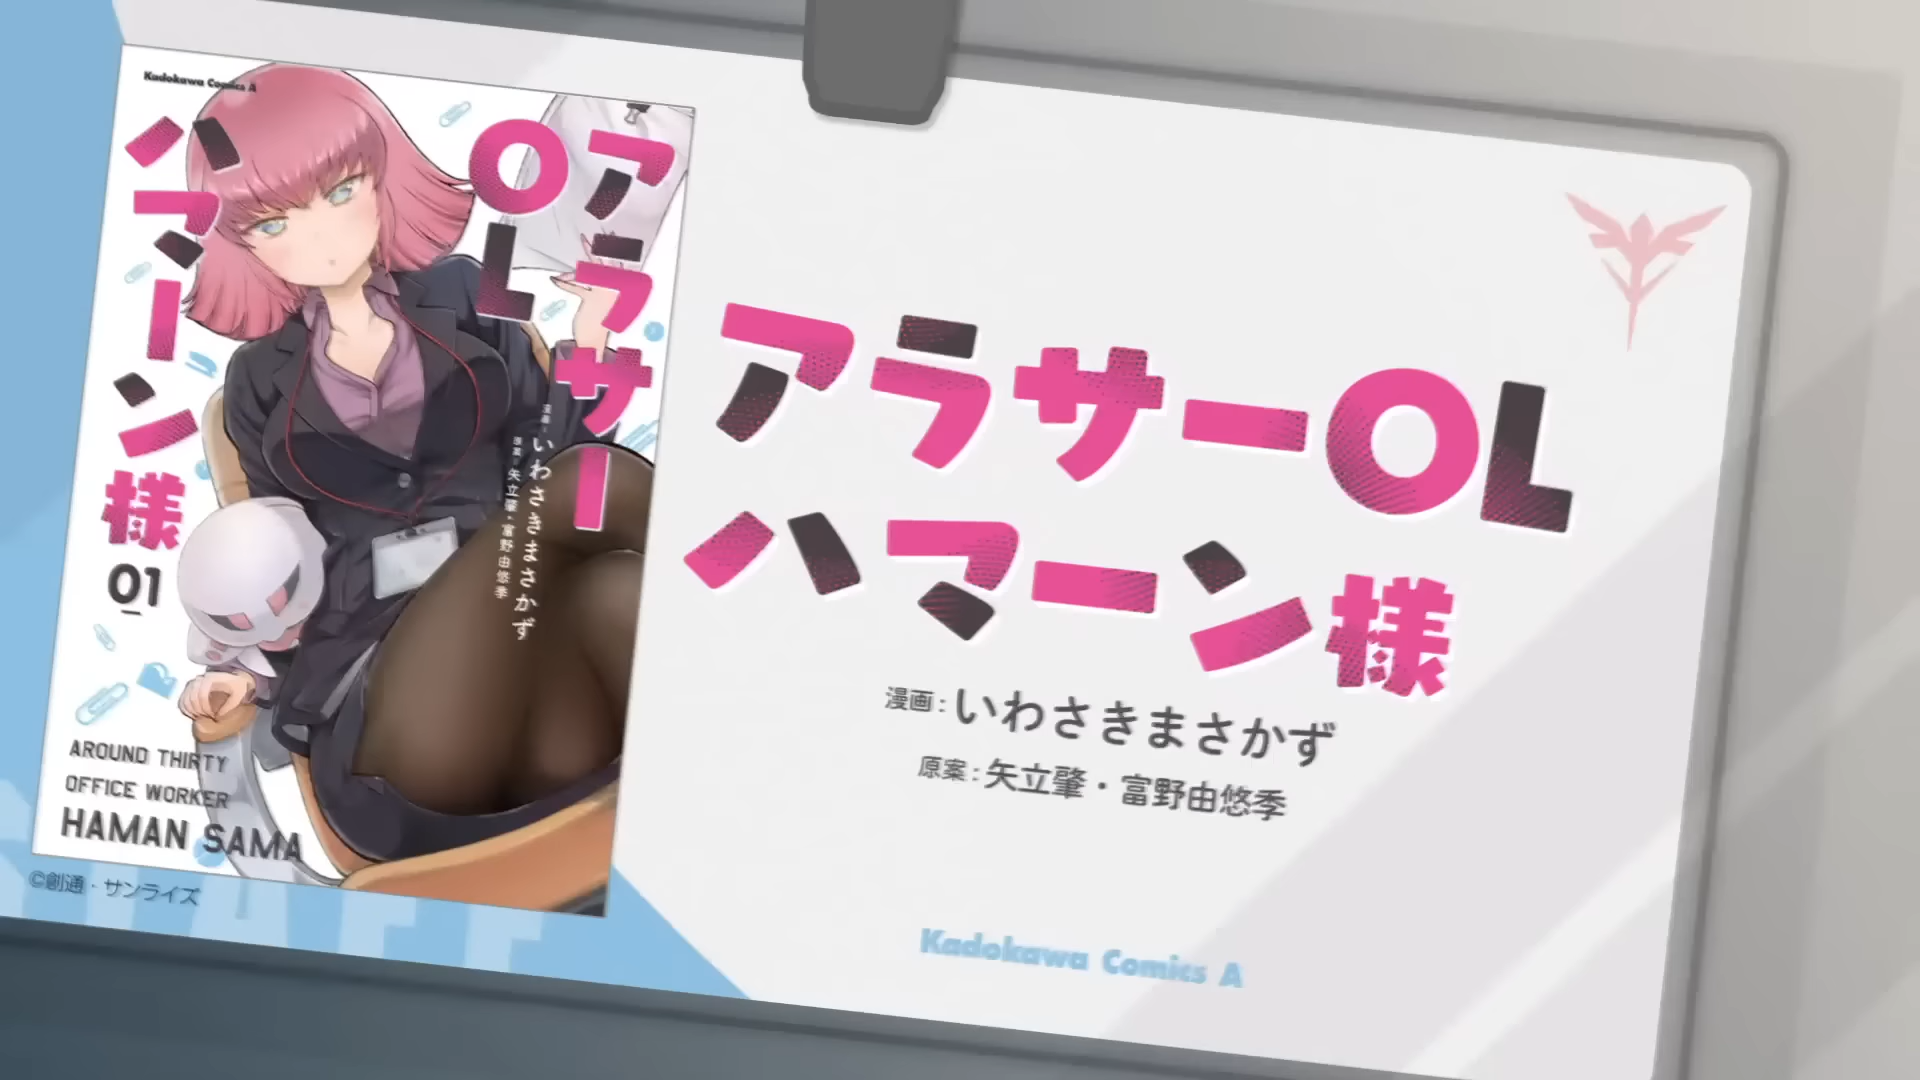 Kadokawa Comics A
アラサー
OL
ハマーン様
01
漫画:いわさきまさかず
原案:矢立肇・富野由悠季
AROUND THIRTY
OFFICE WORKER
HAMAN SAMA
©創通・サンライズ
アラサーOL
ハマーン様
漫画:いわさきまさかず
原案:矢立肇・富野由悠季
Kadokawa Comics A